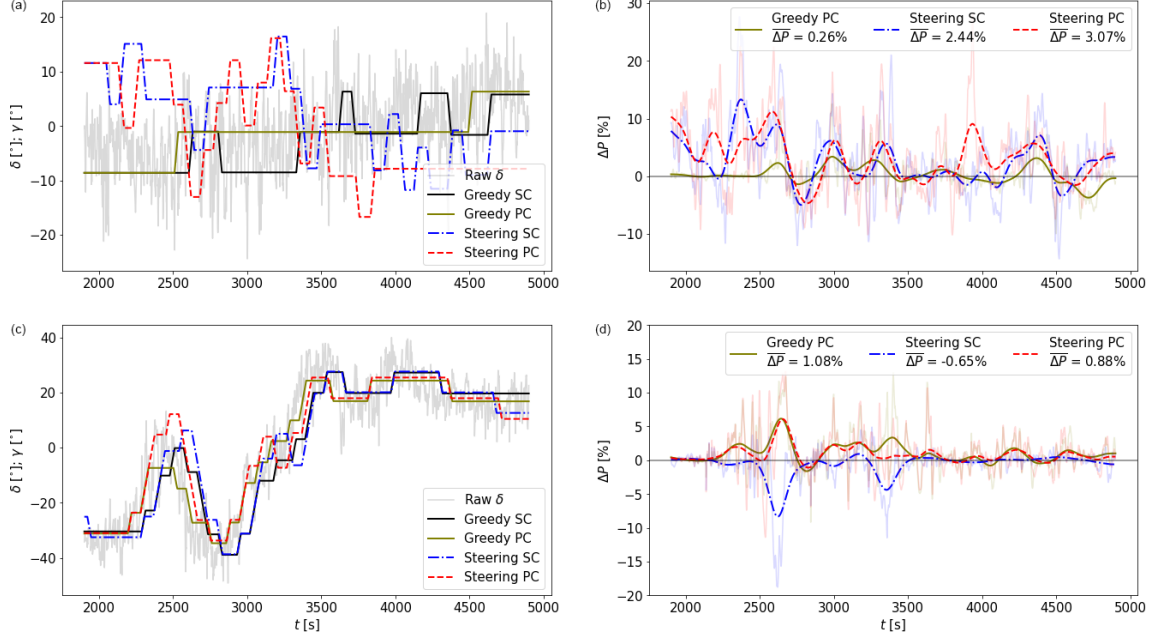 (a)
20
10
0
−10
−20
δ [°]; γ [°]
2000 2500 3000 3500 4000 4500 5000
Raw δ
Greedy SC
Greedy PC
Steering SC
Steering PC
(b)
30
20
10
0
−10
ΔP [%]
2000 2500 3000 3500 4000 4500 5000
Greedy PC Steering SC Steering PC
ΔP̅ = 0.26% ΔP̅ = 2.44% ΔP̅ = 3.07%
(c)
40
20
0
−20
−40
δ [°]; γ [°]
2000 2500 3000 3500 4000 4500 5000
t [s]
Raw δ
Greedy SC
Greedy PC
Steering SC
Steering PC
(d)
20
15
10
5
0
−5
−10
−15
−20
ΔP [%]
2000 2500 3000 3500 4000 4500 5000
t [s]
Greedy PC Steering SC Steering PC
ΔP̅ = 1.08% ΔP̅ = -0.65% ΔP̅ = 0.88%